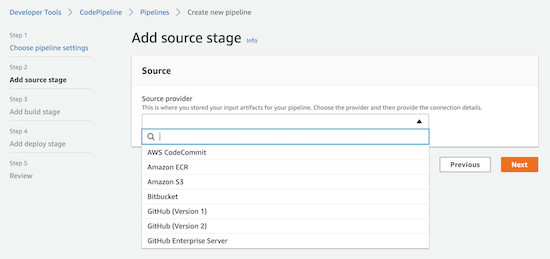 Developer Tools > CodePipeline > Pipelines > Create new pipeline
Step 1
Choose pipeline settings
Step 2
Add source stage
Step 3
Add build stage
Step 4
Add deploy stage
Step 5
Review
Add source stage Info
Source
Source provider
This is where you stored your input artifacts for your pipeline. Choose the provider and then provide the connection details.
AWS CodeCommit
Amazon ECR
Amazon S3
Bitbucket
GitHub (Version 1)
GitHub (Version 2)
GitHub Enterprise Server
Previous
Next